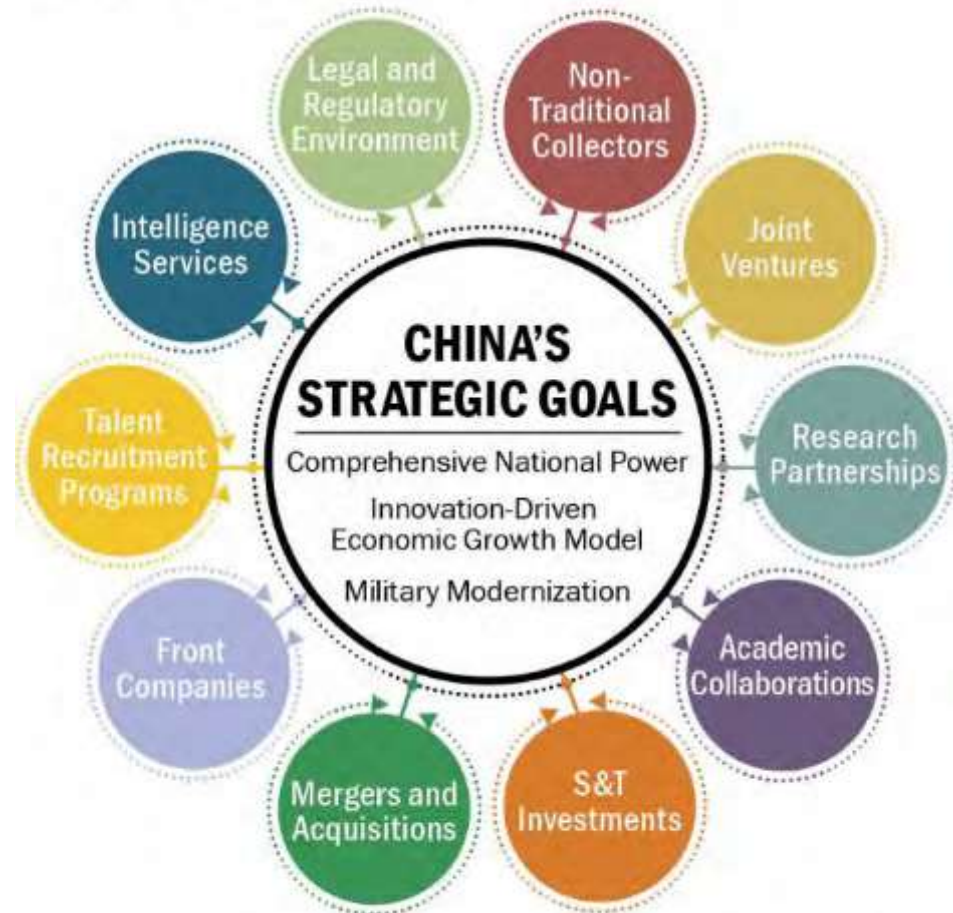 CHINA'S
STRATEGIC GOALS
Comprehensive National Power
Innovation-Driven
Economic Growth Model
Military Modernization
Non-
Traditional
Collectors
Joint
Ventures
Research
Partnerships
Academic
Collaborations
S&T
Investments
Mergers and
Acquisitions
Front
Companies
Talent
Recruitment
Programs
Intelligence
Services
Legal and
Regulatory
Environment